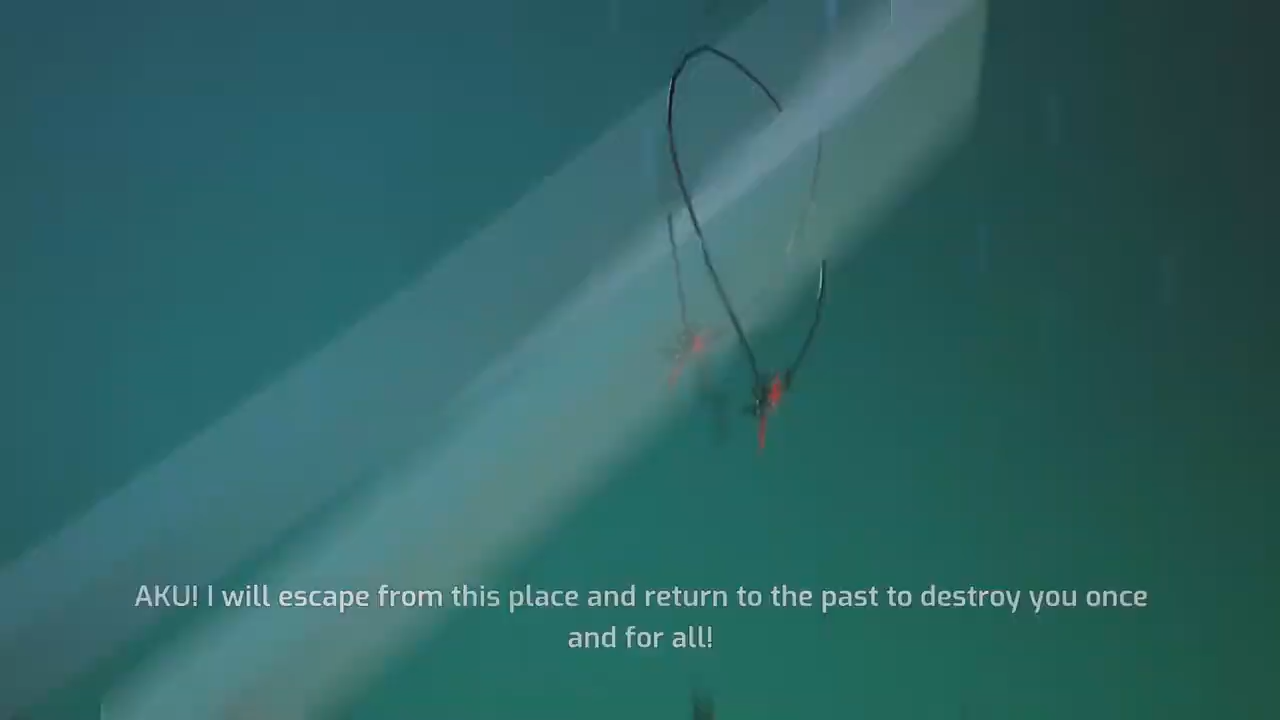 AKU! I will escape from this place and return to the past to destroy you once
and for all!